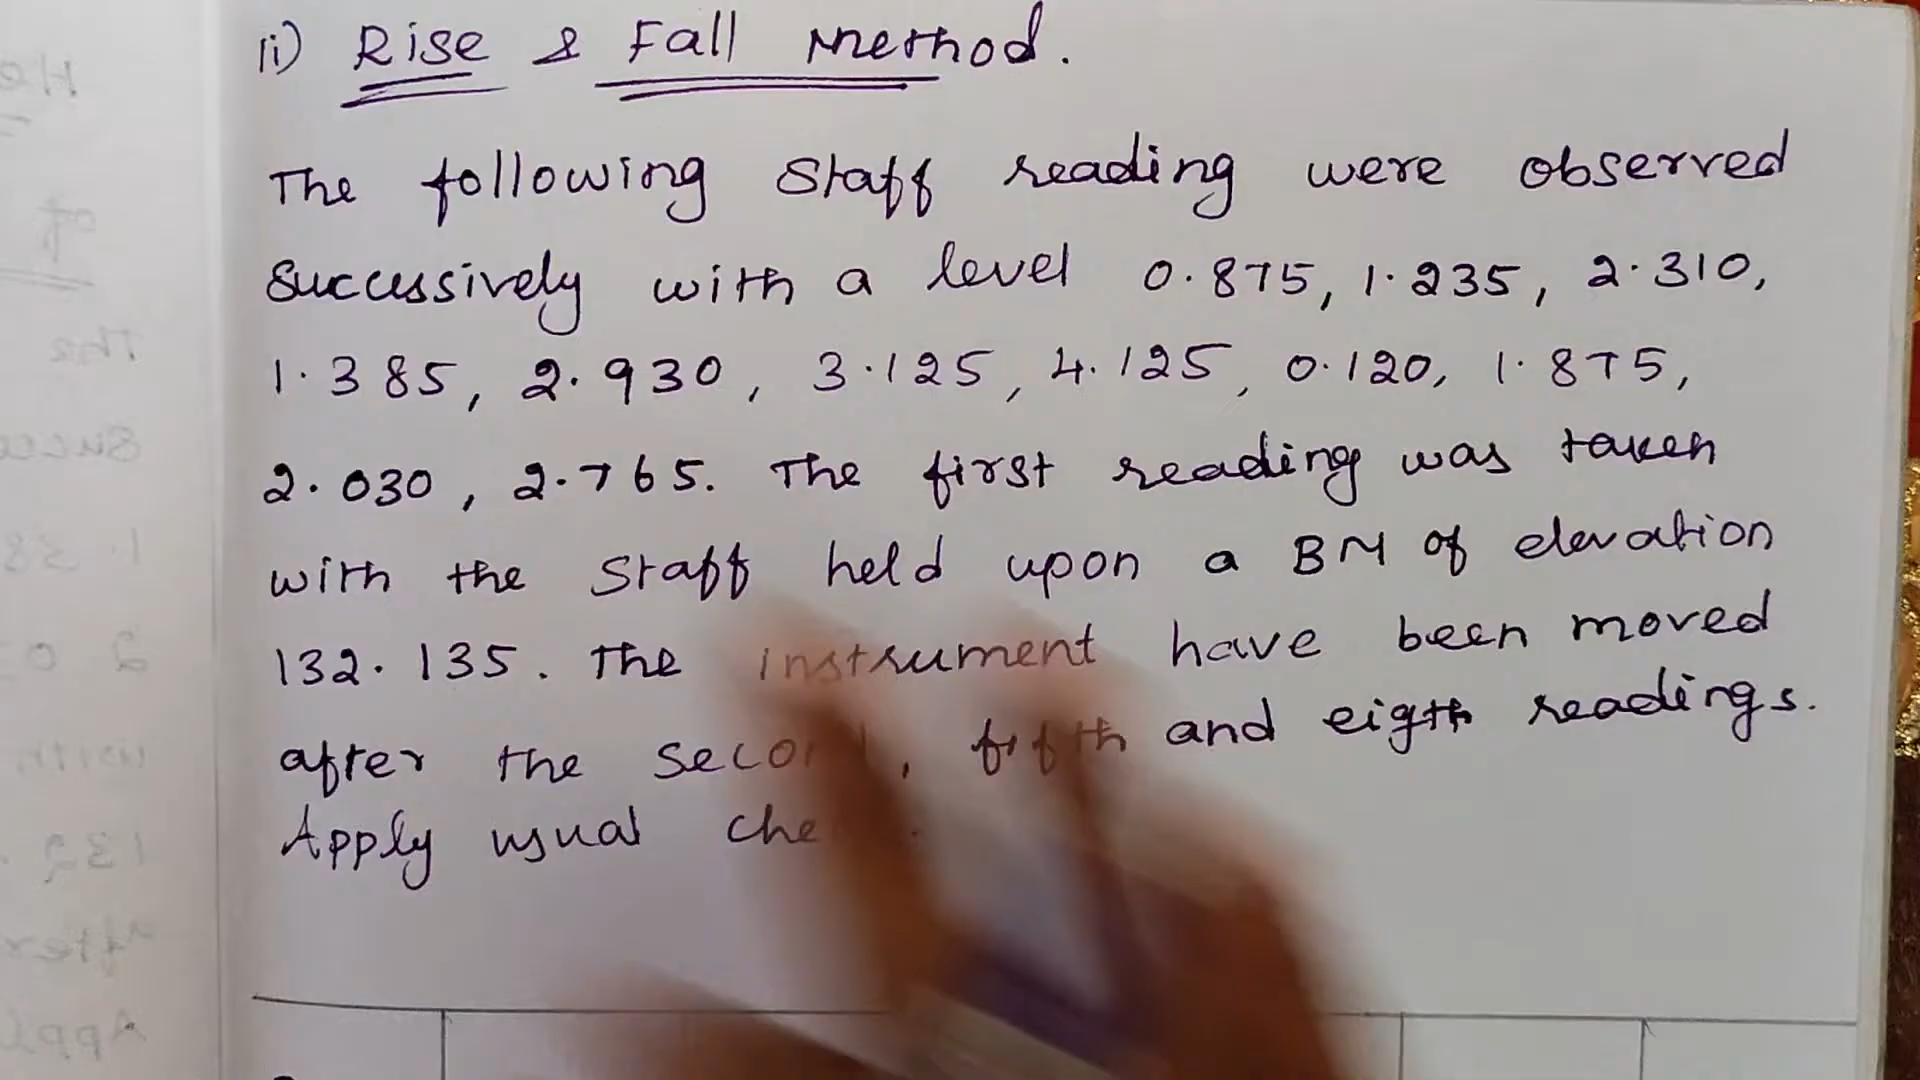 ii) Rise & Fall Method.
The following Staff reading were observed
Successively with a level 0.875, 1.235, 2.310,
1.385, 2.930, 3.125, 4.125, 0.120, 1.875,
2.030, 2.765. The first reading was taken
with the Staff held upon a BM of elevation
132.135. The instrument have been moved
after the second, fifth and eigth readings.
Apply usual